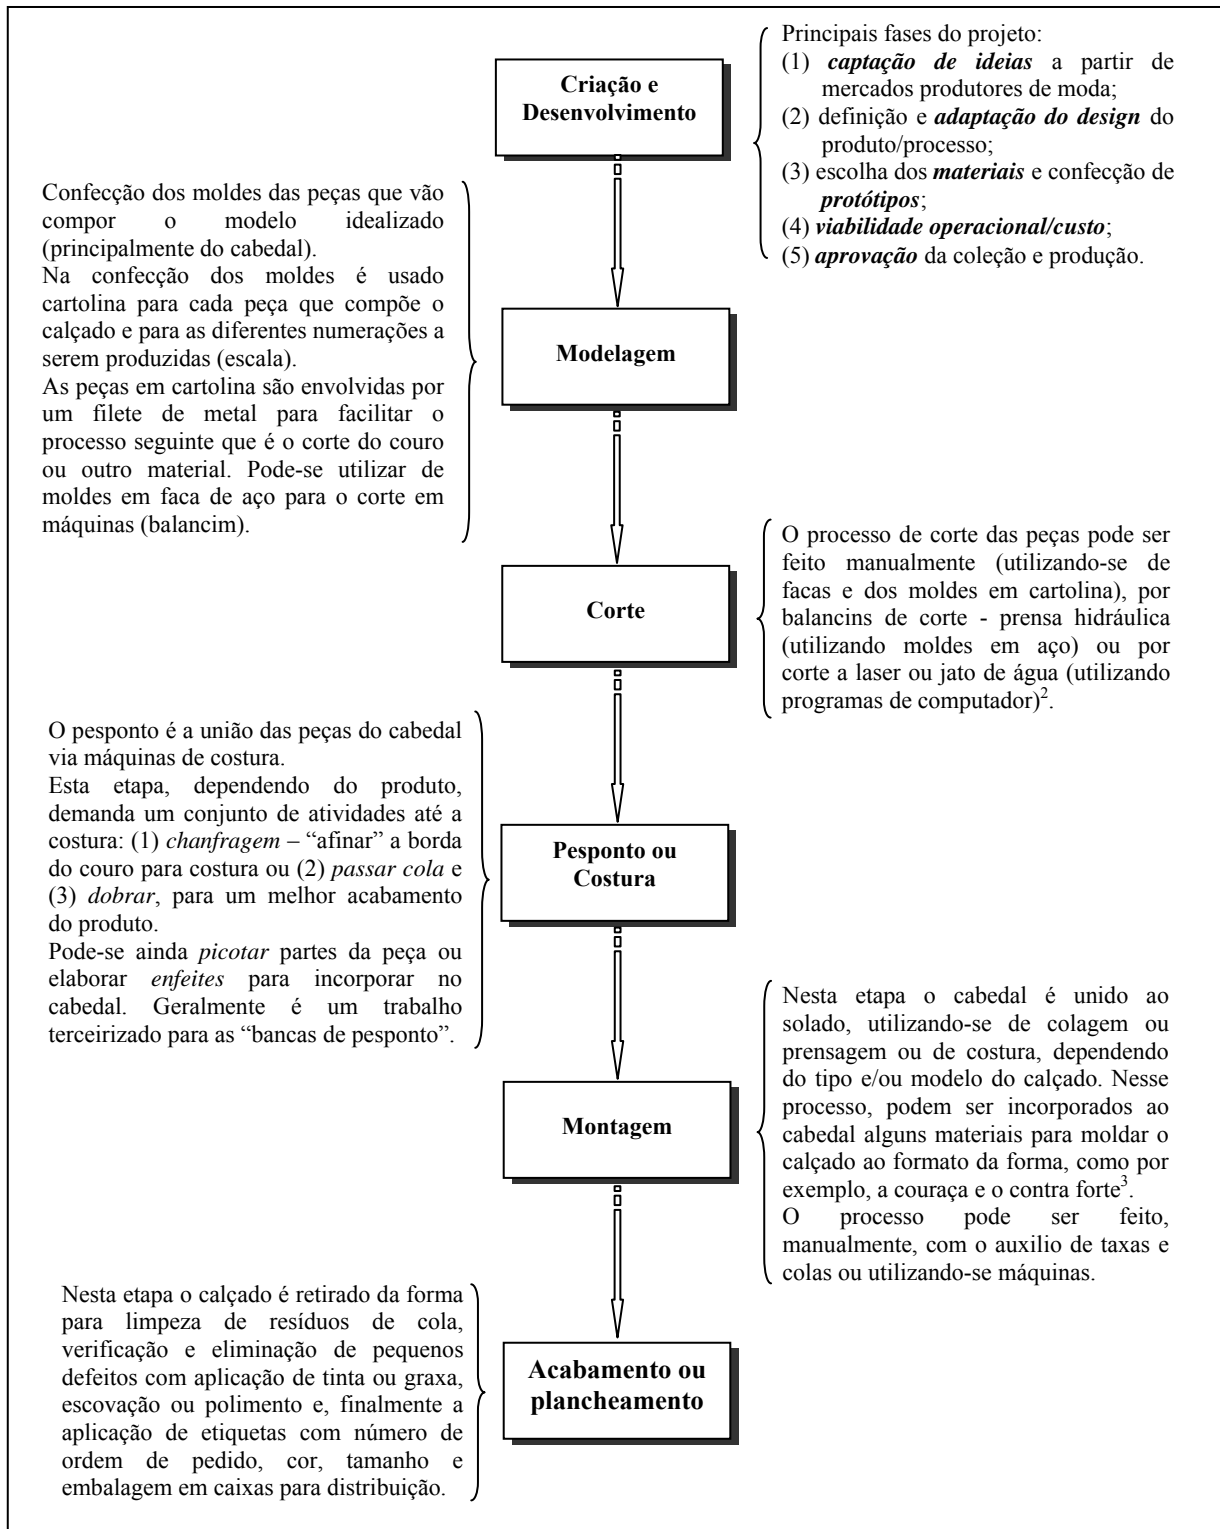 Criação e
Desenvolvimento
Principais fases do projeto:
(1) captação de ideias a partir de
mercados produtores de moda;
(2) definição e adaptação do design do
produto/processo;
(3) escolha dos materiais e confecção de
protótipos;
(4) viabilidade operacional/custo;
(5) aprovação da coleção e produção.
Confecção dos moldes das peças que vão
compor o modelo idealizado
(principalmente do cabedal).
Na confecção dos moldes é usado
cartolina para cada peça que compõe o
calçado e para as diferentes numerações a
serem produzidas (escala).
As peças em cartolina são envolvidas por
um filete de metal para facilitar o
processo seguinte que é o corte do couro
ou outro material. Pode-se utilizar de
moldes em faca de aço para o corte em
máquinas (balancim).
Modelagem
Corte
O processo de corte das peças pode ser
feito manualmente (utilizando-se de
facas e dos moldes em cartolina), por
balancins de corte - prensa hidráulica
(utilizando moldes em aço) ou por
corte a laser ou jato de água (utilizando
programas de computador)2.
O pesponto é a união das peças do cabedal
via máquinas de costura.
Esta etapa, dependendo do produto,
demanda um conjunto de atividades até a
costura: (1) chanfragem – “afinar” a borda
do couro para costura ou (2) passar cola e
(3) dobrar, para um melhor acabamento
do produto.
Pode-se ainda picotar partes da peça ou
elaborar enfeites para incorporar no
cabedal. Geralmente é um trabalho
terceirizado para as “bancas de pesponto”.
Pesponto ou
Costura
Montagem
Nesta etapa o cabedal é unido ao
solado, utilizando-se de colagem ou
prensagem ou de costura, dependendo
do tipo e/ou modelo do calçado. Nesse
processo, podem ser incorporados ao
cabedal alguns materiais para moldar o
calçado ao formato da forma, como por
exemplo, a couraça e o contra forte3.
O processo pode ser feito,
manualmente, com o auxilio de taxas e
colas ou utilizando-se máquinas.
Nesta etapa o calçado é retirado da forma
para limpeza de resíduos de cola,
verificação e eliminação de pequenos
defeitos com aplicação de tinta ou graxa,
escovação ou polimento e, finalmente a
aplicação de etiquetas com número de
ordem de pedido, cor, tamanho e
embalagem em caixas para distribuição.
Acabamento ou
plancheamento